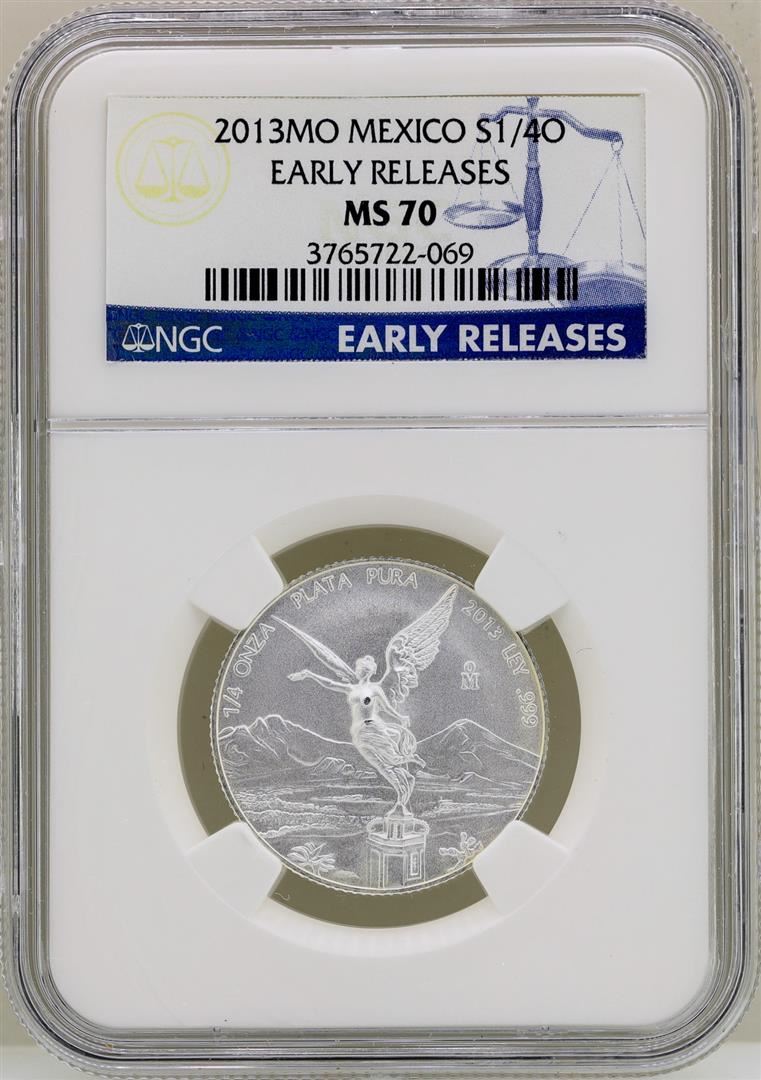 2013MO MEXICO S1/4O
EARLY RELEASES
MS 70
3765722-069
NGC
EARLY RELEASES
1/4 ONZA PLATA PURA 2013 LEY .999
oM